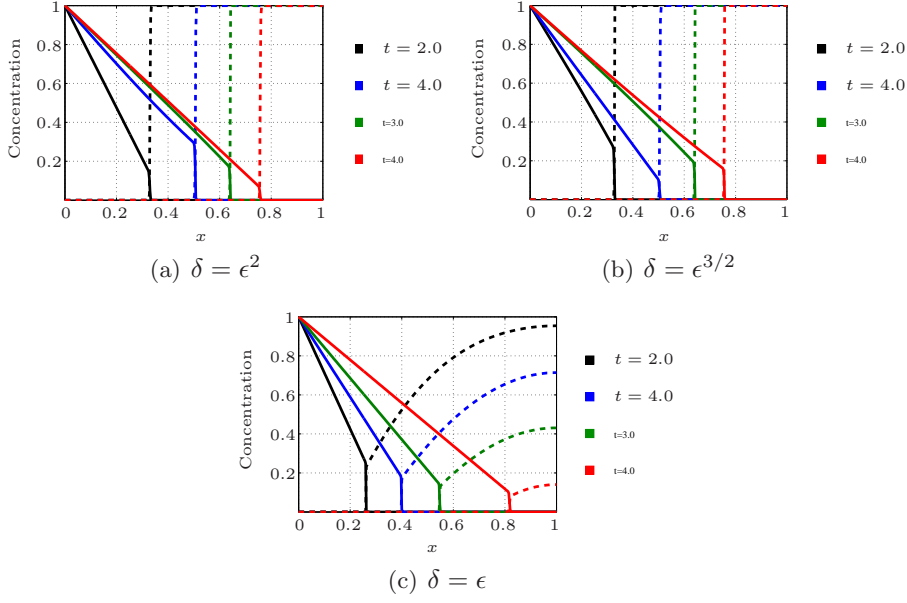 Concentration
1
0.8
0.6
0.4
0.2
0 0.2 0.4 0.6 0.8 1
x
t = 2.0
t = 4.0
t=3.0
t=4.0
(a) δ = ϵ²
Concentration
1
0.8
0.6
0.4
0.2
0 0.2 0.4 0.6 0.8 1
x
t = 2.0
t = 4.0
t=3.0
t=4.0
(b) δ = ϵ^{3/2}
Concentration
1
0.8
0.6
0.4
0.2
0 0.2 0.4 0.6 0.8 1
x
t = 2.0
t = 4.0
t=3.0
t=4.0
(c) δ = ϵ